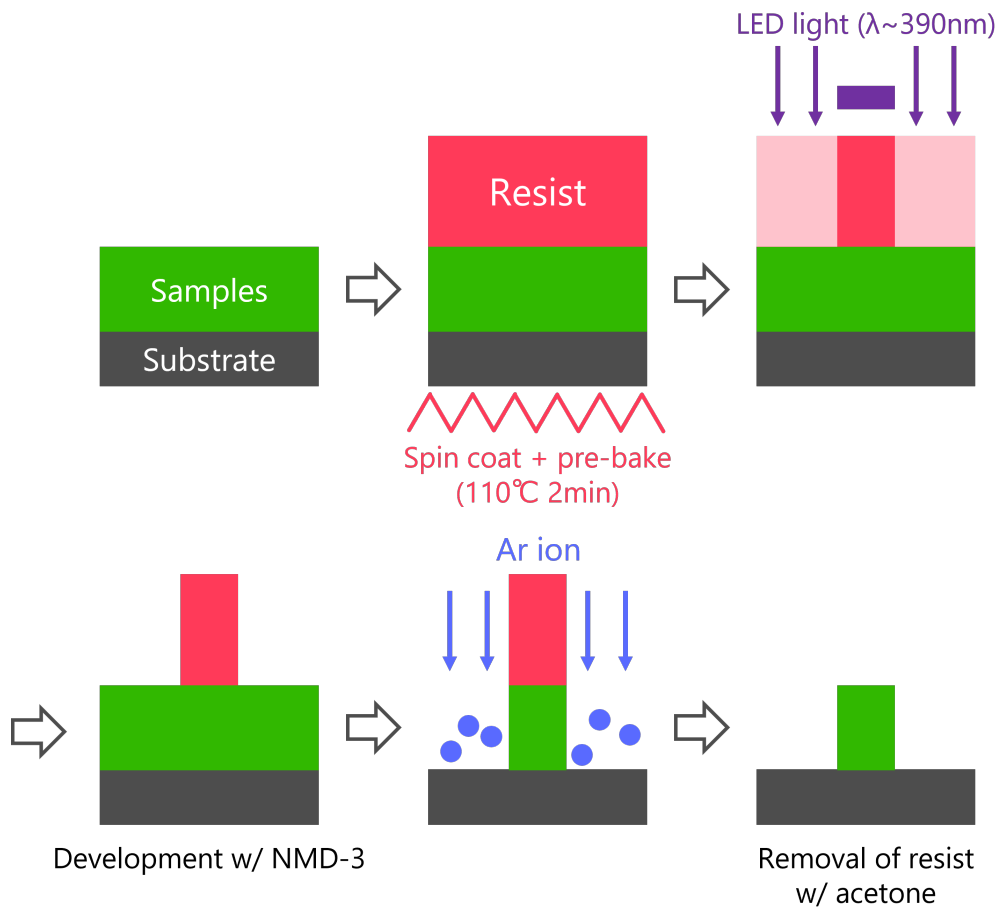 LED light (λ~390nm)
Resist
Samples
Substrate
Spin coat + pre-bake
(110℃ 2min)
Ar ion
Development w/ NMD-3
Removal of resist
w/ acetone